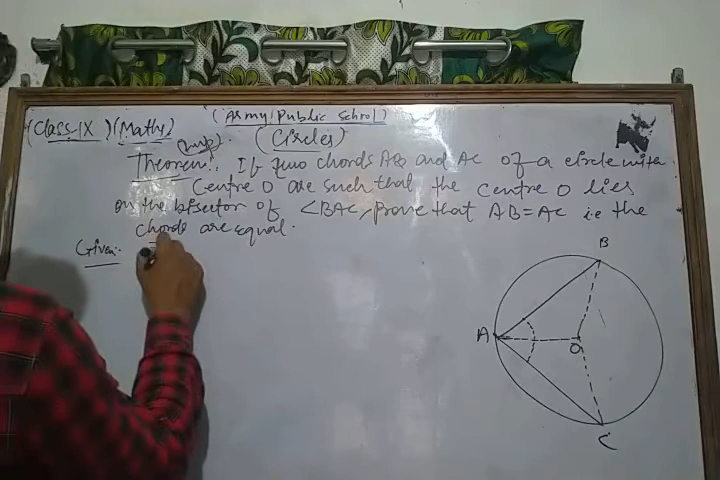 (Army Public School)
(Class-IX) (Maths)
(Circles)
(Imp).
Theorem:. If two chords AB and AC of a circle with
Centre O are such that the centre O lies
on the bisector of ∠BAC, prove that AB=AC i.e the
chords are equal.
Given:.
B
A
O
C